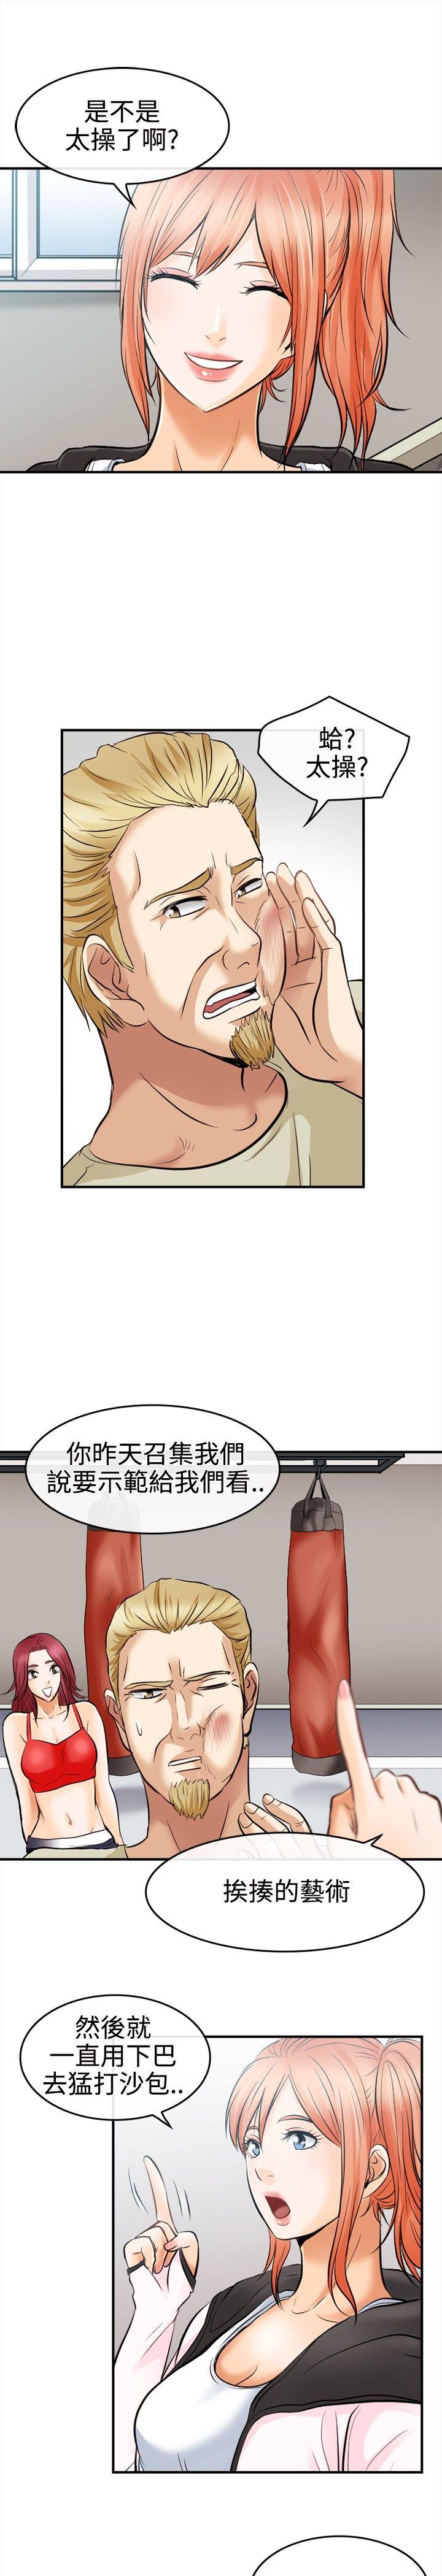 是不是
太操了啊?
蛤?
太操?
你昨天召集我們
說要示範給我們看..
挨揍的藝術
然後就
一直用下巴
去猛打沙包..